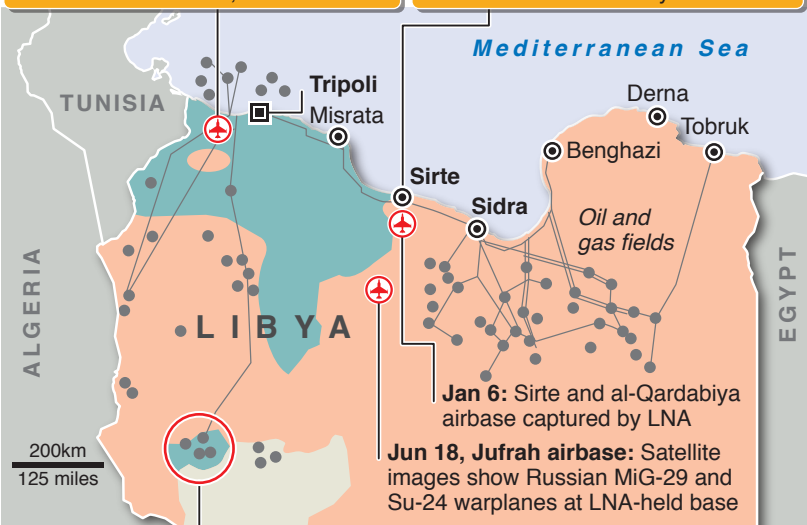 Mediterranean Sea
TUNISIA
Tripoli
Misrata
Derna
Tobruk
Benghazi
Sirte
Sidra
Oil and
gas fields
ALGERIA
EGYPT
LIBYA
Jan 6: Sirte and al-Qardabiya
airbase captured by LNA
200km
125 miles
Jun 18, Jufrah airbase: Satellite
images show Russian MiG-29 and
Su-24 warplanes at LNA-held base